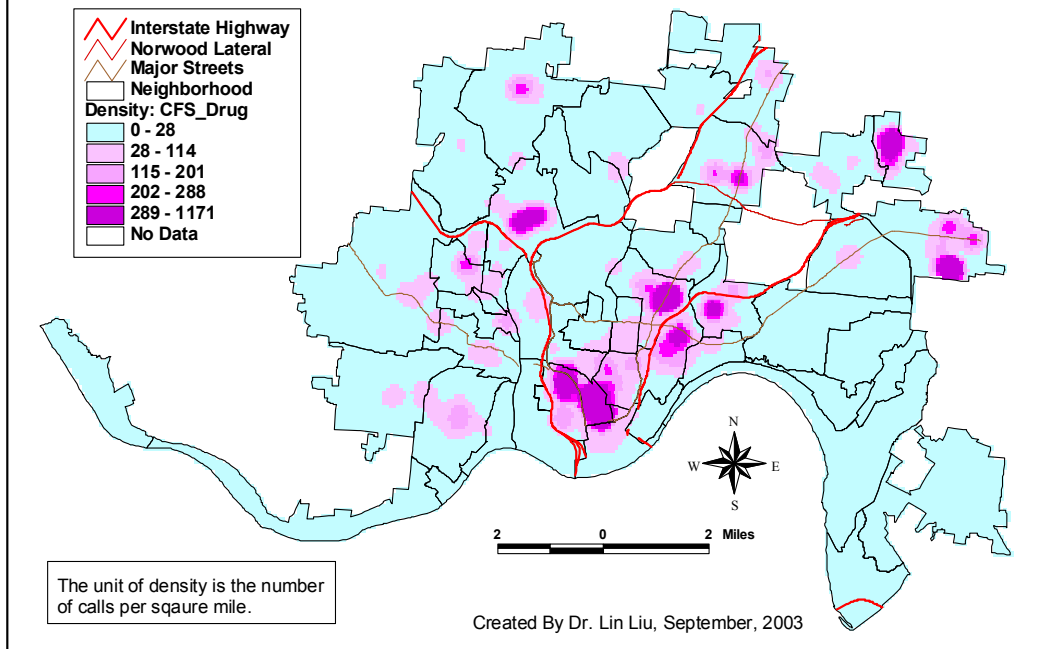 Interstate Highway
Norwood Lateral
Major Streets
Neighborhood
Density: CFS_Drug
0 - 28
28 - 114
115 - 201
202 - 288
289 - 1171
No Data
N
W E
S
2 0 2 Miles
The unit of density is the number
of calls per sqaure mile.
Created By Dr. Lin Liu, September, 2003